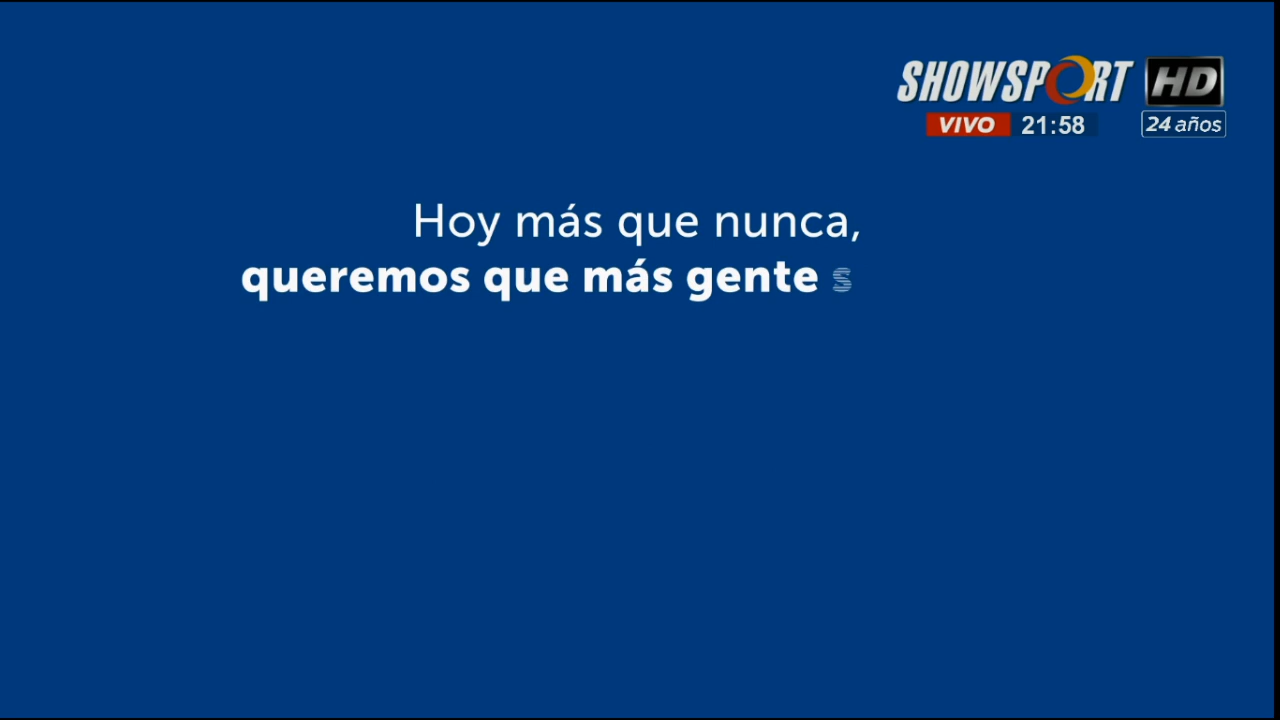 SHOWSPORT HD
VIVO 21:58 24 años
Hoy más que nunca,
queremos que más gente s